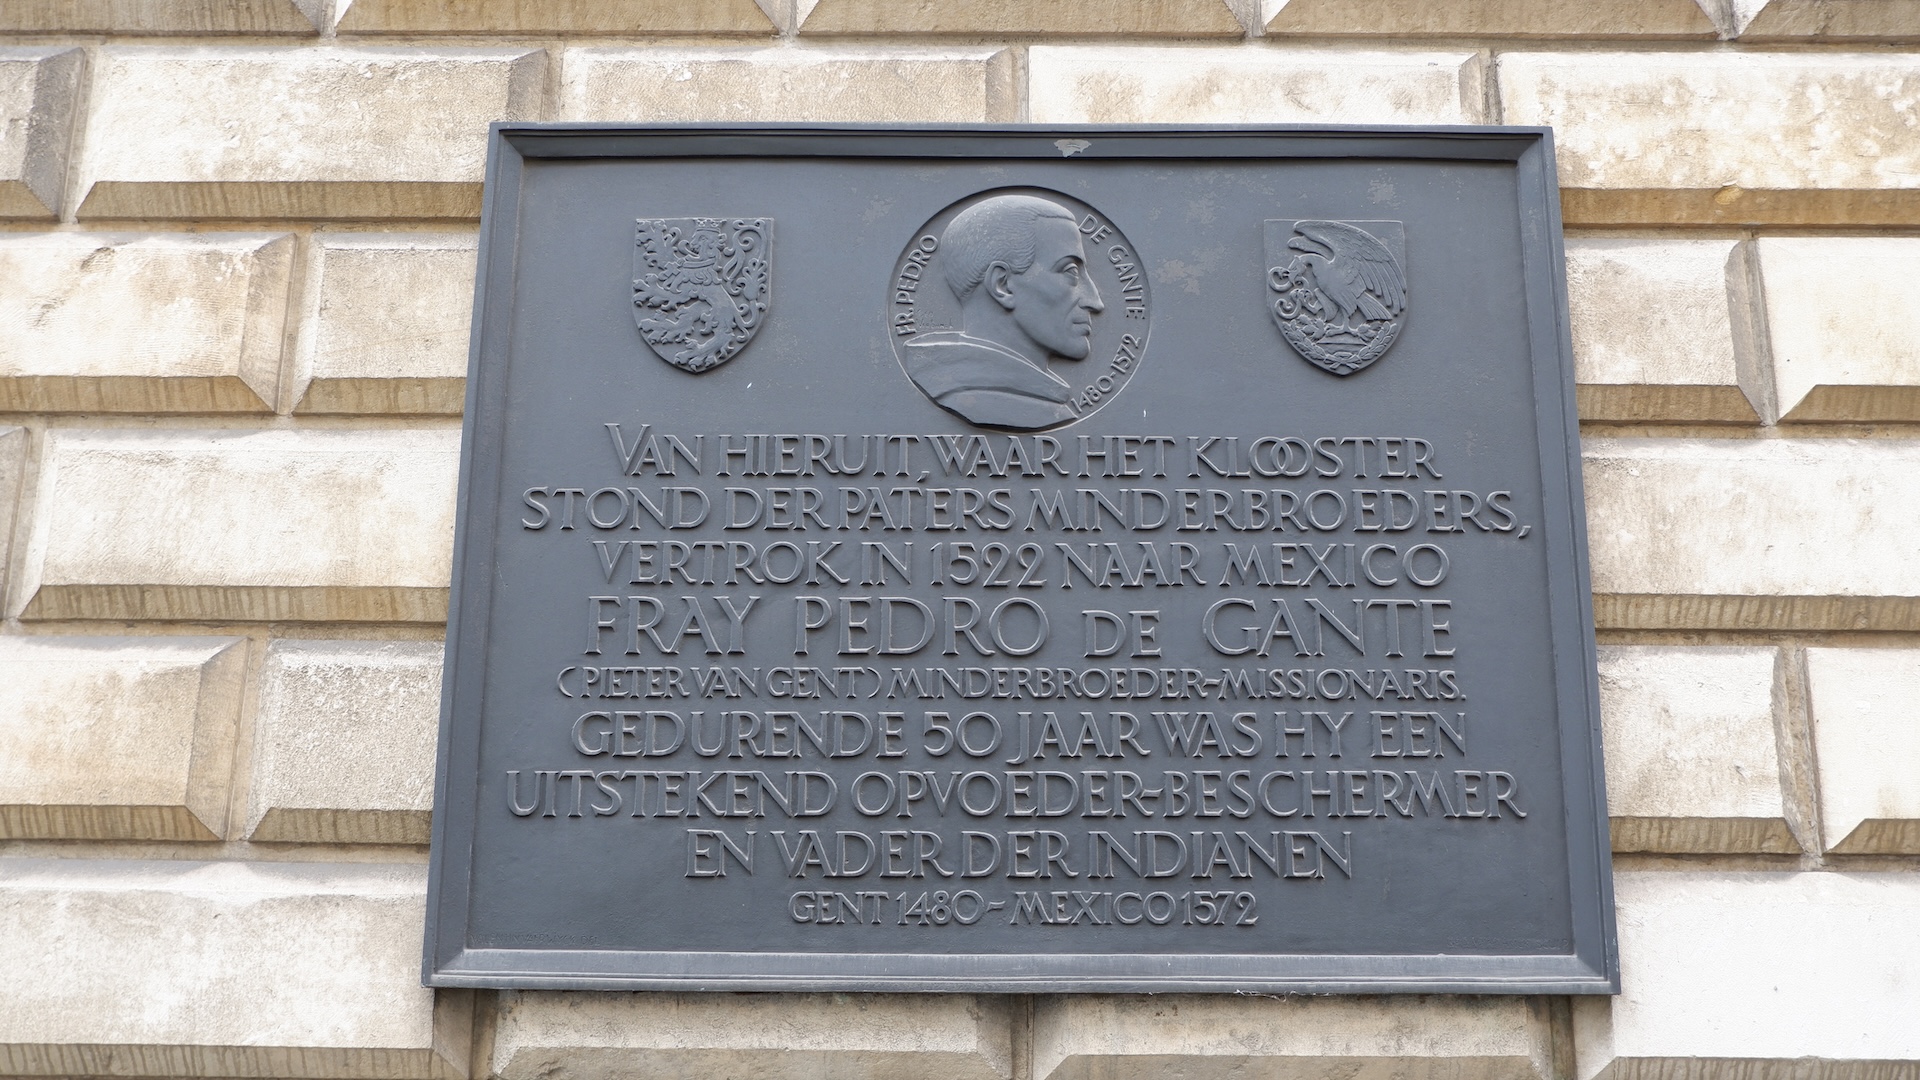 FR. PEDRO DE GANTE 1480-1572
VAN HIERUIT, WAAR HET KLOOSTER
STOND DER PATERS MINDERBROEDERS,
VERTROK IN 1522 NAAR MEXICO
FRAY PEDRO DE GANTE
(PIETER VAN GENT) MINDERBROEDER-MISSIONARIS.
GEDURENDE 50 JAAR WAS HY EEN
UITSTEKEND OPVOEDER-BESCHERMER
EN VADER DER INDIANEN
GENT 1480-MEXICO 1572